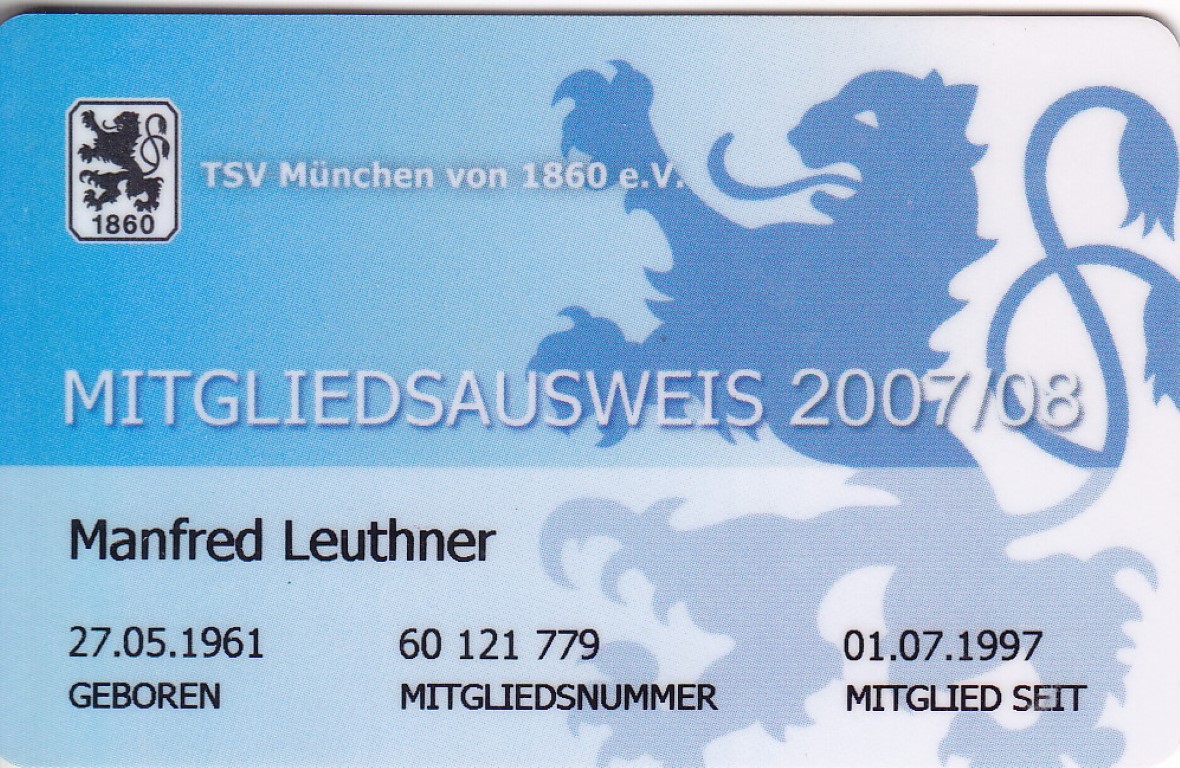 1860
TSV München von 1860 e.V.
MITGLIEDSAUSWEIS 2007/08
Manfred Leuthner
27.05.1961 60 121 779 01.07.1997
GEBOREN MITGLIEDSNUMMER MITGLIED SEIT